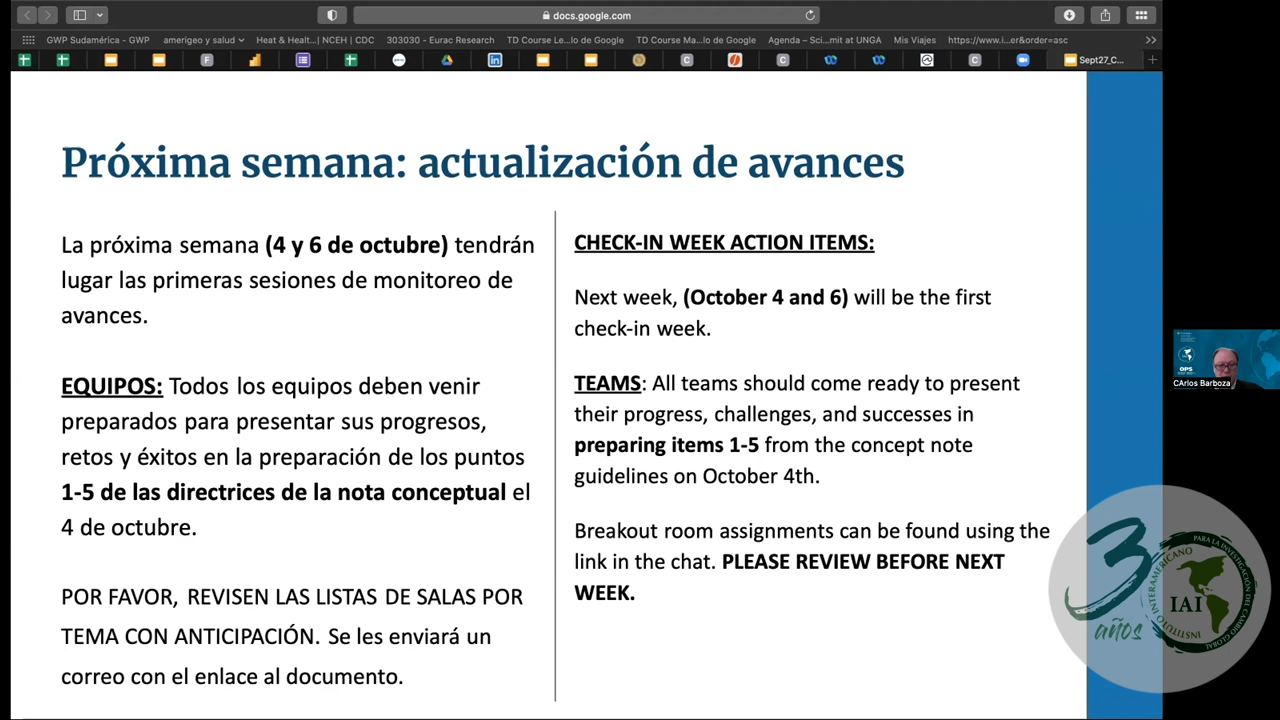 docs.google.com
GWP Sudamérica - GWP
amerigeo y salud
Heat & Healt...| NCEH | CDC
303030 - Eurac Research
TD Course Le...lo de Google
TD Course Ma...lo de Google
Agenda – Sci...mit at UNGA
Mis Viajes
https://www.i...er&order=asc
Sept27_C...
Próxima semana: actualización de avances
La próxima semana (4 y 6 de octubre) tendrán
lugar las primeras sesiones de monitoreo de
avances.
EQUIPOS: Todos los equipos deben venir
preparados para presentar sus progresos,
retos y éxitos en la preparación de los puntos
1-5 de las directrices de la nota conceptual el
4 de octubre.
POR FAVOR, REVISEN LAS LISTAS DE SALAS POR
TEMA CON ANTICIPACIÓN. Se les enviará un
correo con el enlace al documento.
CHECK-IN WEEK ACTION ITEMS:
Next week, (October 4 and 6) will be the first
check-in week.
TEAMS: All teams should come ready to present
their progress, challenges, and successes in
preparing items 1-5 from the concept note
guidelines on October 4th.
Breakout room assignments can be found using the
link in the chat. PLEASE REVIEW BEFORE NEXT
WEEK.
OPS
CArlos Barboza
3 años
INSTITUTO INTERAMERICANO
PARA LA INVESTIGACIÓN DEL CAMBIO GLOBAL
IAI